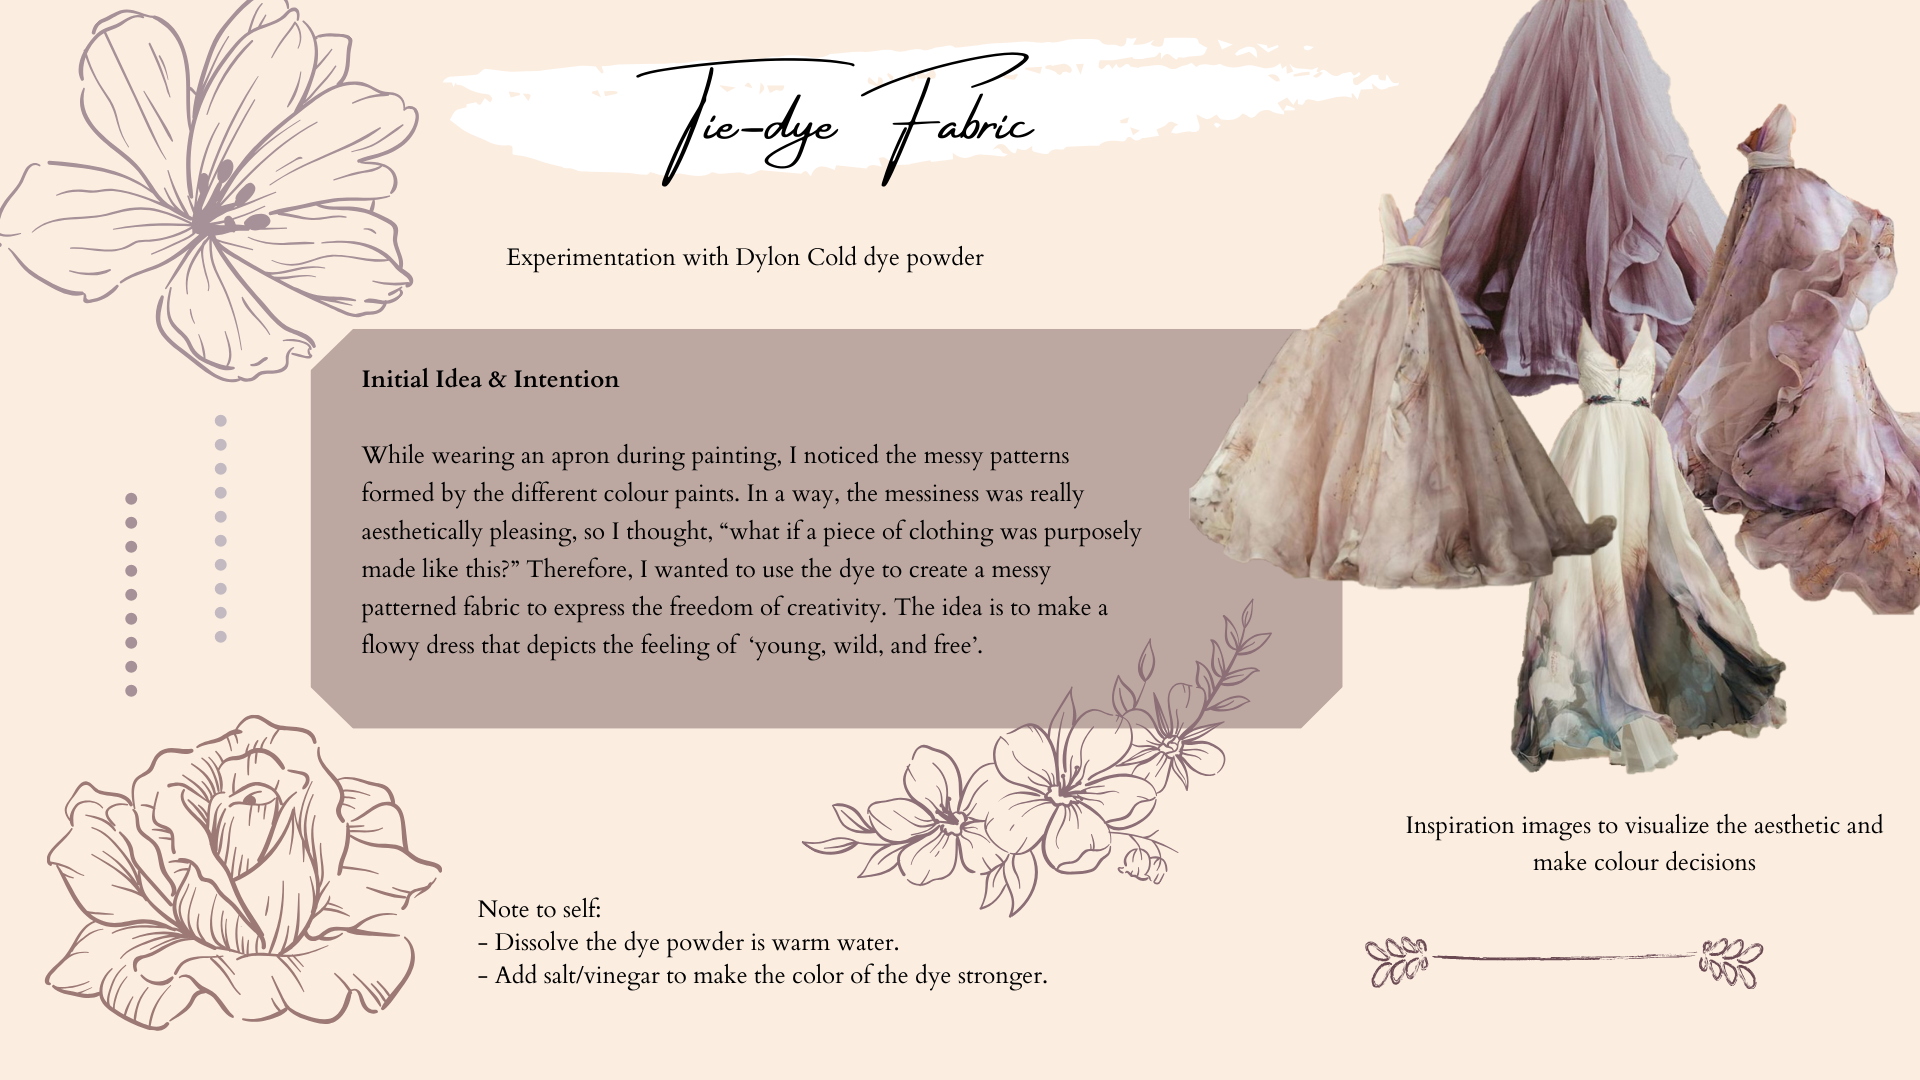 Tie-dye Fabric
Experimentation with Dylon Cold dye powder
Initial Idea & Intention
While wearing an apron during painting, I noticed the messy patterns
formed by the different colour paints. In a way, the messiness was really
aesthetically pleasing, so I thought, “what if a piece of clothing was purposely
made like this?” Therefore, I wanted to use the dye to create a messy
patterned fabric to express the freedom of creativity. The idea is to make a
flowy dress that depicts the feeling of ‘young, wild, and free’.
Inspiration images to visualize the aesthetic and
make colour decisions
Note to self:
- Dissolve the dye powder is warm water.
- Add salt/vinegar to make the color of the dye stronger.